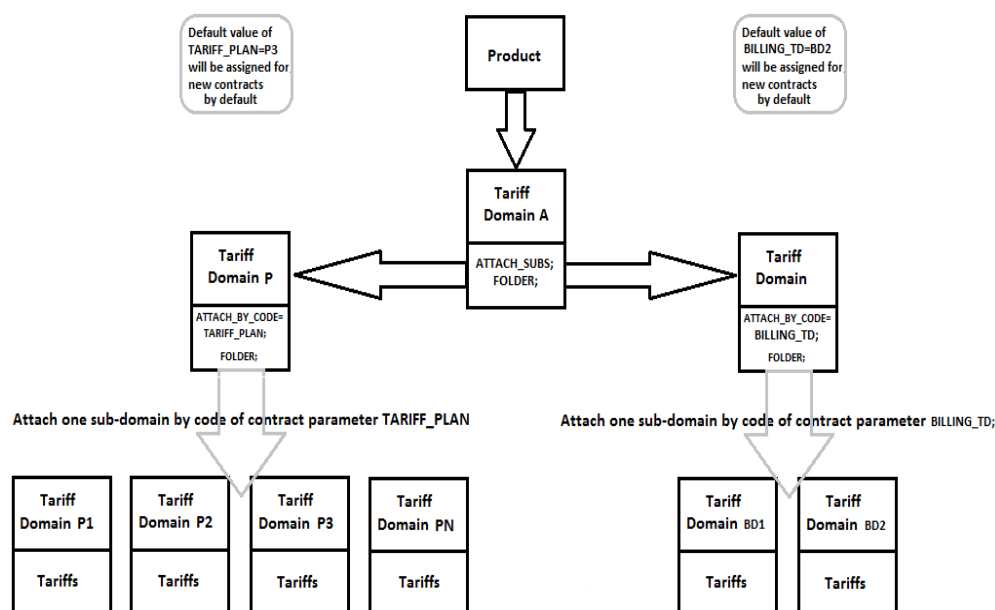 Default value of
TARIFF_PLAN=P3
will be assigned for
new contracts
by default
Product
Default value of
BILLING_TD=BD2
will be assigned for
new contracts
by default
Tariff
Domain A
ATTACH_SUBS;
FOLDER;
Tariff
Domain P
ATTACH_BY_CODE=
TARIFF_PLAN;
FOLDER;
Tariff
Domain
ATTACH_BY_CODE=
BILLING_TD;
FOLDER;
Attach one sub-domain by code of contract parameter TARIFF_PLAN
Attach one sub-domain by code of contract parameter BILLING_TD;
Tariff
Domain P1
Tariffs
Tariff
Domain P2
Tariffs
Tariff
Domain P3
Tariffs
Tariff
Domain PN
Tariffs
Tariff
Domain BD1
Tariffs
Tariff
Domain BD2
Tariffs